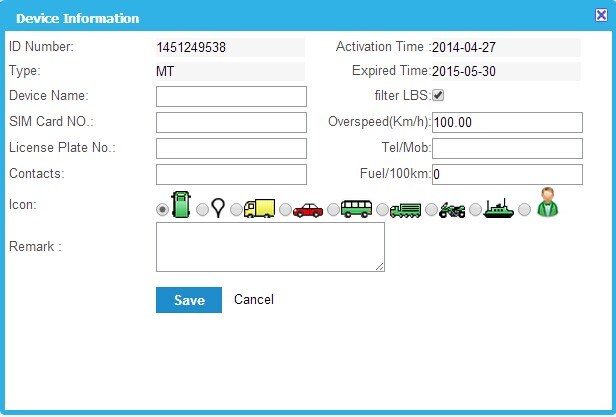 Device Information
ID Number: 1451249538 Activation Time :2014-04-27
Type: MT Expired Time:2015-05-30
Device Name: filter LBS:
SIM Card NO.: Overspeed(Km/h): 100.00
License Plate No.: Tel/Mob:
Contacts: Fuel/100km: 0
Icon:
Remark :
Save Cancel